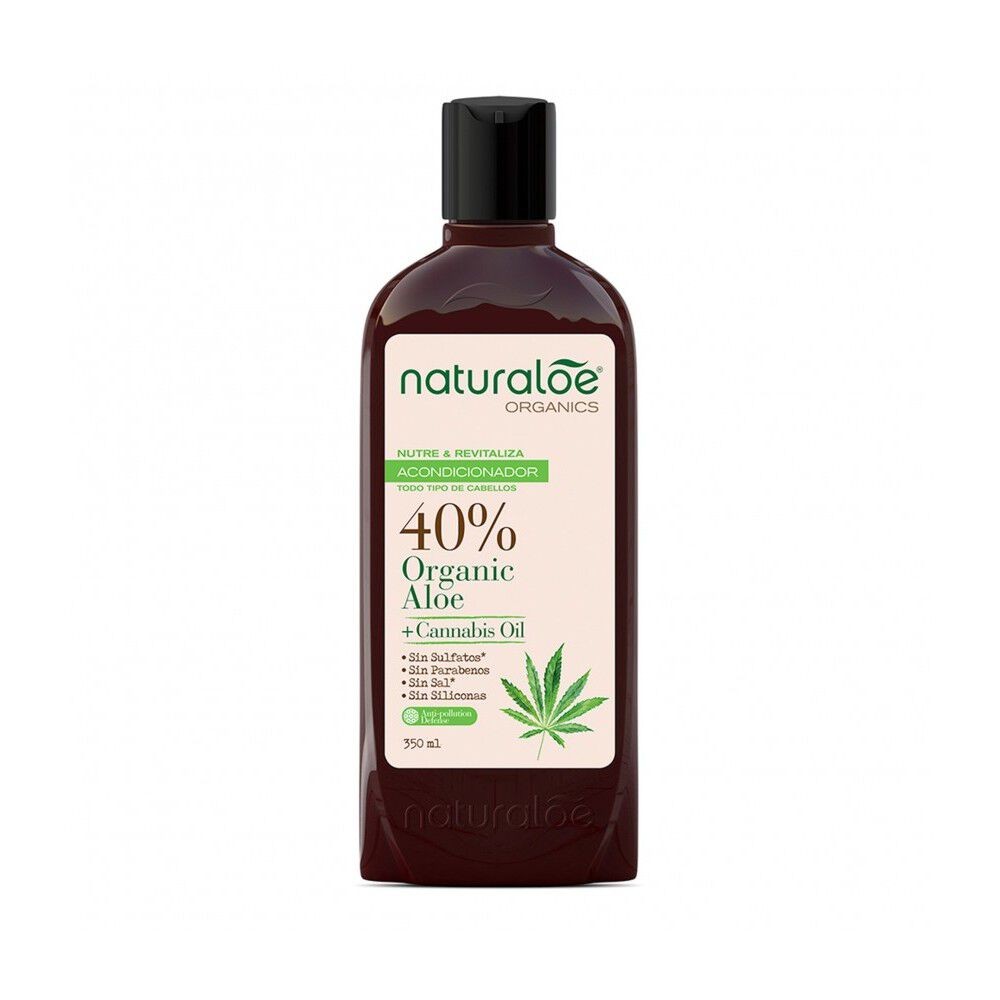 naturaloe®
ORGANICS
NUTRE & REVITALIZA
ACONDICIONADOR
TODO TIPO DE CABELLOS
40%
Organic
Aloe
+Cannabis Oil
• Sin Sulfatos*
• Sin Parabenos
• Sin Sal*
• Sin Siliconas
Anti-pollution
Defense
350 ml
naturaloe